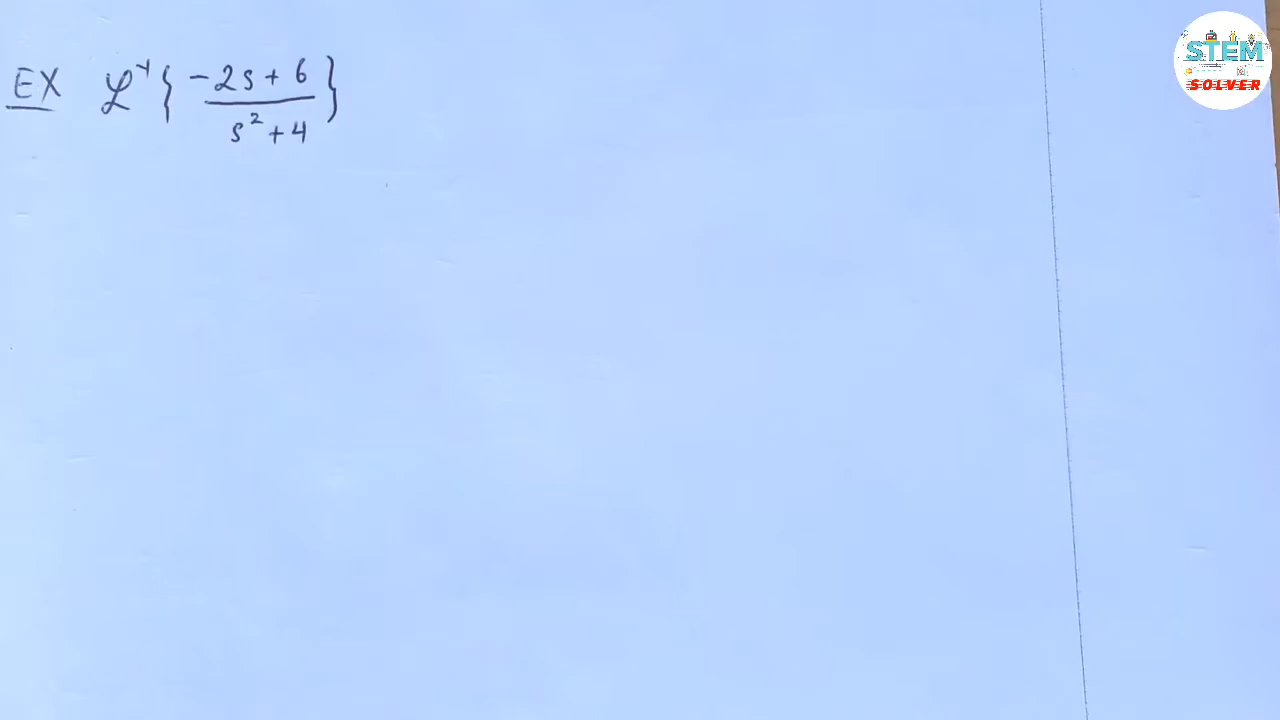 EX ℒ⁻¹ { (-2s + 6) / (s² + 4) }
STEM
SOLVER